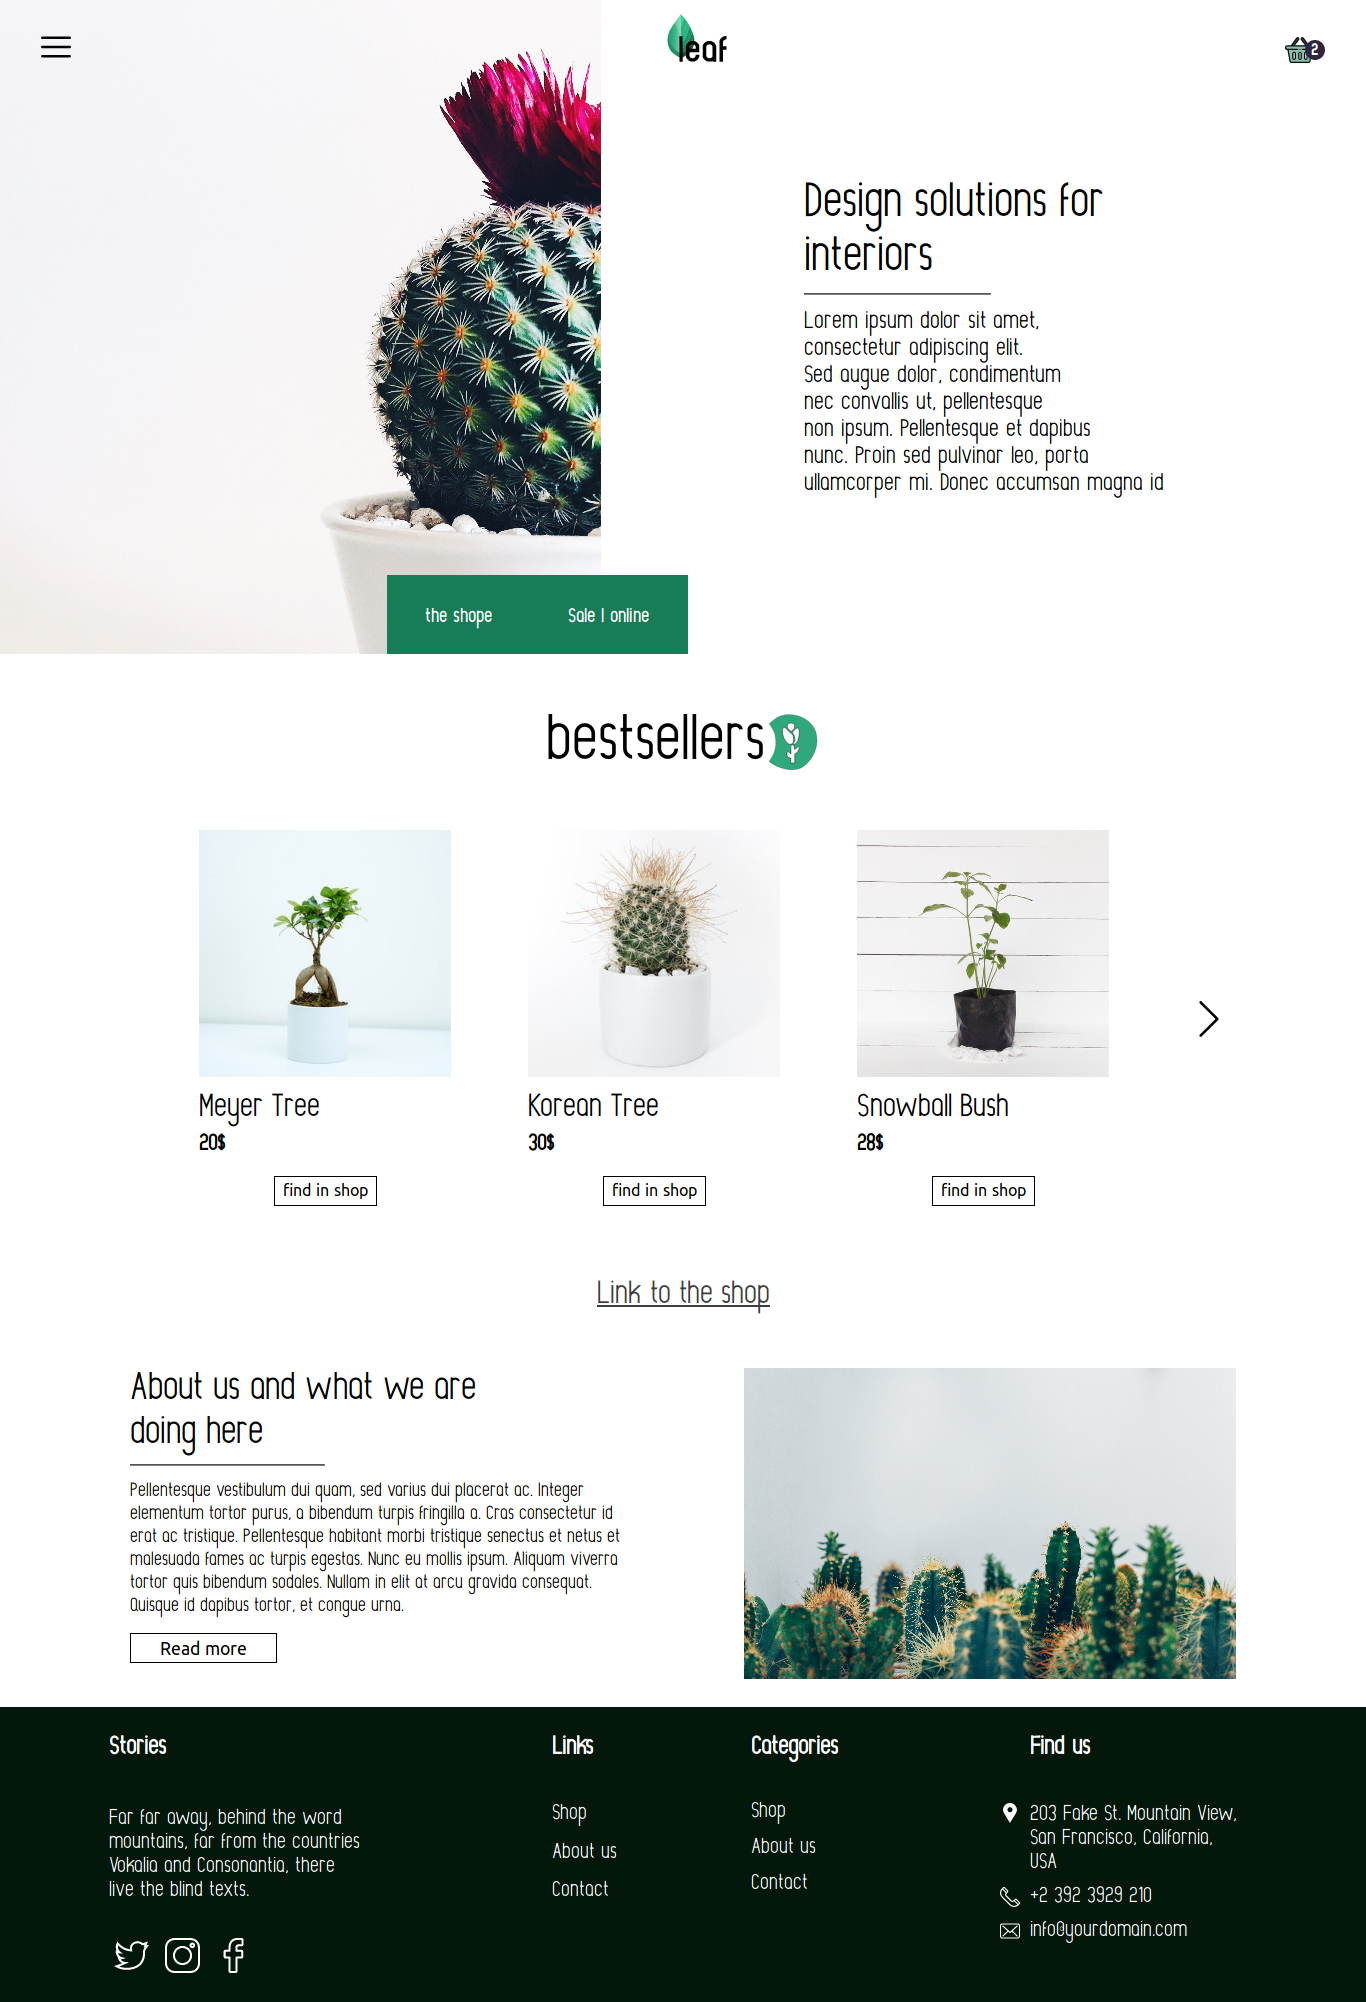 leaf
2
Design solutions for
interiors
Lorem ipsum dolor sit amet,
consectetur adipiscing elit.
Sed augue dolor, condimentum
nec convallis ut, pellentesque
non ipsum. Pellentesque et dapibus
nunc. Proin sed pulvinar leo, porta
ullamcorper mi. Donec accumsan magna id
the shope
Sale | online
bestsellers
Meyer Tree
20$
find in shop
Korean Tree
30$
find in shop
Snowball Bush
28$
find in shop
Link to the shop
About us and what we are
doing here
Pellentesque vestibulum dui quam, sed varius dui placerat ac. Integer
elementum tortor purus, a bibendum turpis fringilla a. Cras consectetur id
erat ac tristique. Pellentesque habitant morbi tristique senectus et netus et
malesuada fames ac turpis egestas. Nunc eu mollis ipsum. Aliquam viverra
tortor quis bibendum sodales. Nullam in elit at arcu gravida consequat.
Quisque id dapibus tortor, et congue urna.
Read more
Stories
Far far away, behind the word
mountains, far from the countries
Vokalia and Consonantia, there
live the blind texts.
Links
Shop
About us
Contact
Categories
Shop
About us
Contact
Find us
203 Fake St. Mountain View,
San Francisco, California,
USA
+2 392 3929 210
info@yourdomain.com